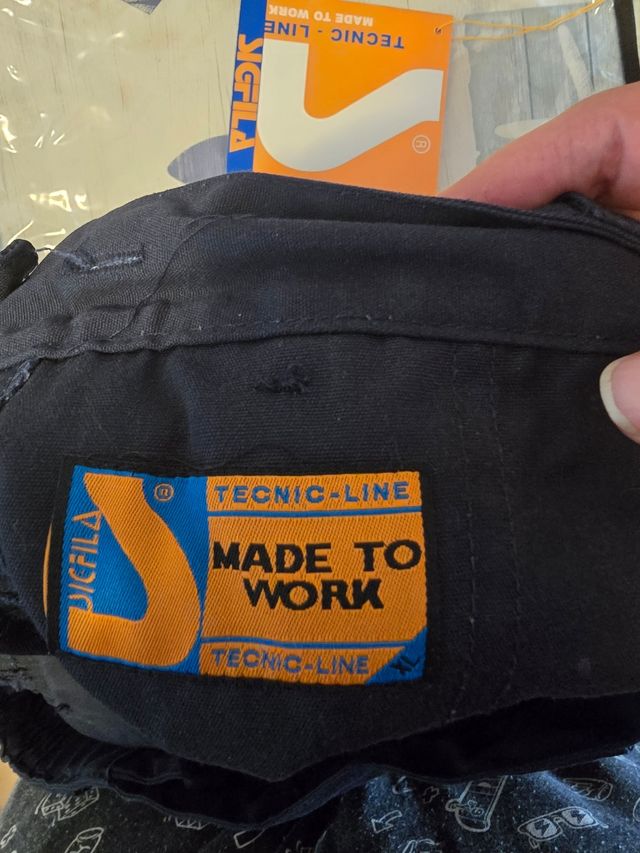 MADE TO WORK
TECNIC - LINE
SIGFILA
®
TECNIC-LINE
®
SIGFILA
MADE TO
WORK
TECNIC-LINE